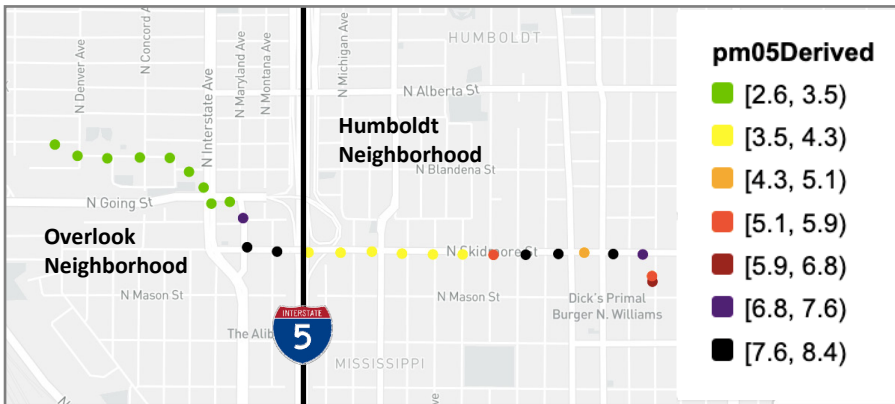 HUMBOLDT
N Concord Av
N Denver Ave
N Interstate Ave
N Maryland Ave
N Montana Ave
N Michigan Ave
N Alberta St
Humboldt
Neighborhood
N Blandena St
N Going St
Overlook
Neighborhood
N Skidmore St
N Mason St
N Mason St
Dick's Primal
Burger N. Williams
The Alib
INTERSTATE
5
MISSISSIPPI
Ave
pm05Derived
[2.6, 3.5)
[3.5, 4.3)
[4.3, 5.1)
[5.1, 5.9)
[5.9, 6.8)
[6.8, 7.6)
[7.6, 8.4)